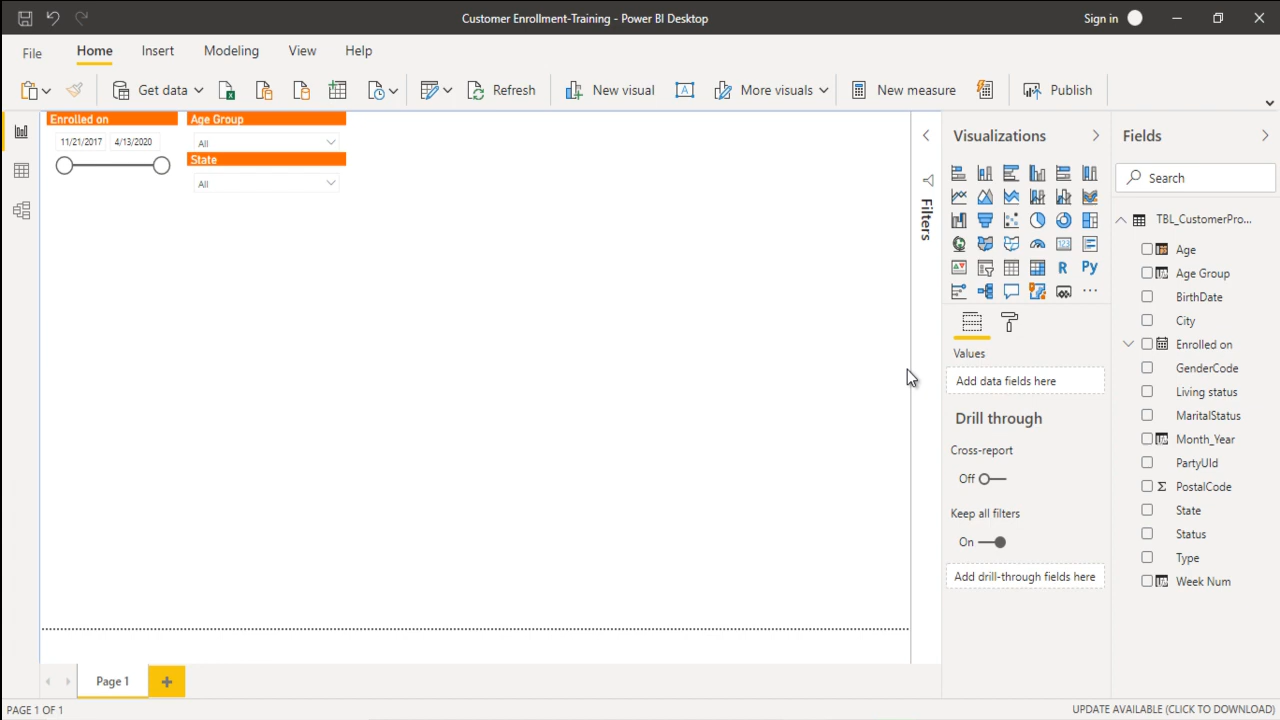 Customer Enrollment-Training - Power BI Desktop
Sign in
File
Home
Insert
Modeling
View
Help
Get data
Refresh
New visual
A
More visuals
New measure
Publish
Enrolled on
11/21/2017
4/13/2020
Age Group
All
State
All
Filters
Visualizations
123
R
Py
Values
Add data fields here
Drill through
Cross-report
Off
Keep all filters
On
Add drill-through fields here
Fields
Search
TBL_CustomerPro...
Age
Age Group
BirthDate
City
Enrolled on
GenderCode
Living status
MaritalStatus
Month_Year
PartyUId
Σ PostalCode
State
Status
Type
Week Num
Page 1
PAGE 1 OF 1
UPDATE AVAILABLE (CLICK TO DOWNLOAD)